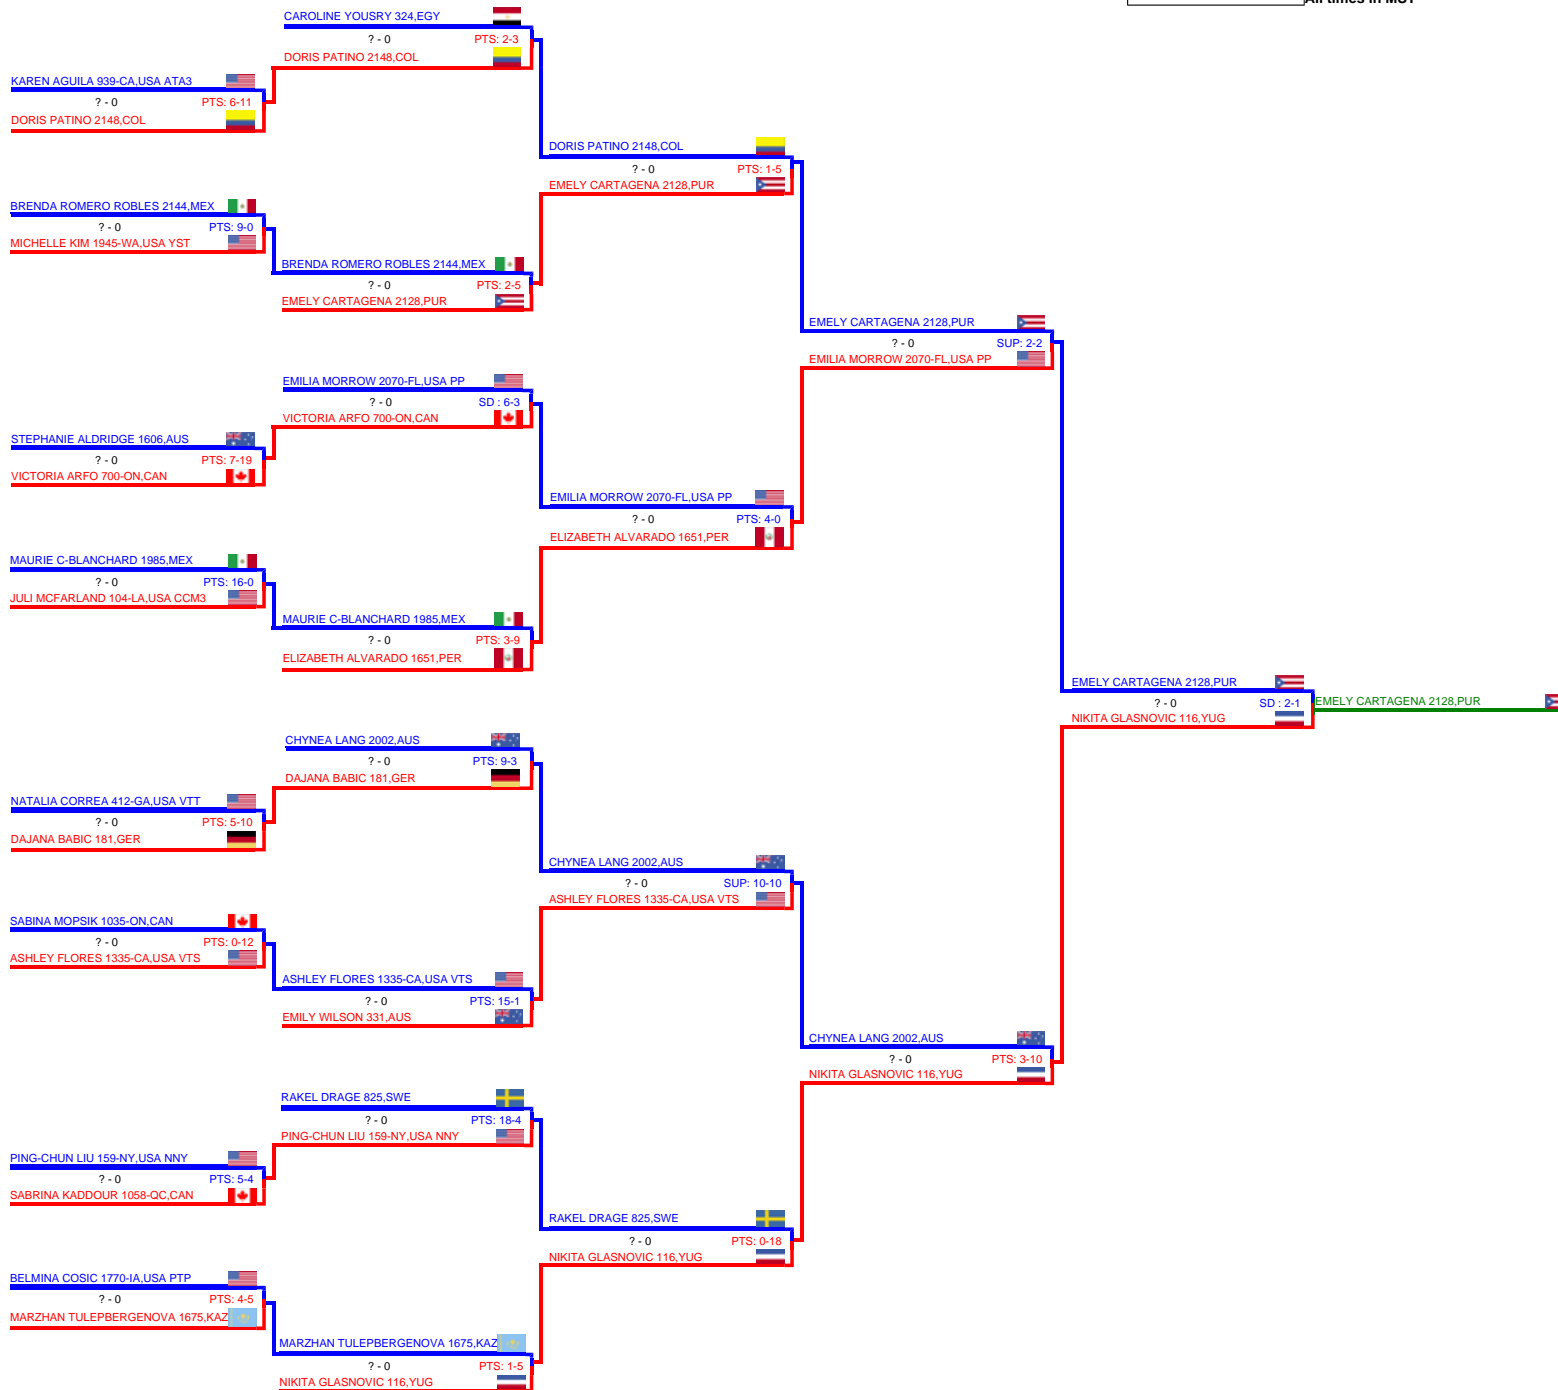 All times in MST
CAROLINE YOUSRY 324,EGY
? - 0 PTS: 2-3
DORIS PATINO 2148,COL
KAREN AGUILA 939-CA,USA ATA3
? - 0 PTS: 6-11
DORIS PATINO 2148,COL
DORIS PATINO 2148,COL
? - 0 PTS: 1-5
EMELY CARTAGENA 2128,PUR
BRENDA ROMERO ROBLES 2144,MEX
? - 0 PTS: 9-0
MICHELLE KIM 1945-WA,USA YST
BRENDA ROMERO ROBLES 2144,MEX
? - 0 PTS: 2-5
EMELY CARTAGENA 2128,PUR
EMELY CARTAGENA 2128,PUR
? - 0 SUP: 2-2
EMILIA MORROW 2070-FL,USA PP
EMILIA MORROW 2070-FL,USA PP
? - 0 SD : 6-3
VICTORIA ARFO 700-ON,CAN
STEPHANIE ALDRIDGE 1606,AUS
? - 0 PTS: 7-19
VICTORIA ARFO 700-ON,CAN
EMILIA MORROW 2070-FL,USA PP
? - 0 PTS: 4-0
ELIZABETH ALVARADO 1651,PER
MAURIE C-BLANCHARD 1985,MEX
? - 0 PTS: 16-0
JULI MCFARLAND 104-LA,USA CCM3
MAURIE C-BLANCHARD 1985,MEX
? - 0 PTS: 3-9
ELIZABETH ALVARADO 1651,PER
EMELY CARTAGENA 2128,PUR
? - 0 SD : 2-1
NIKITA GLASNOVIC 116,YUG
EMELY CARTAGENA 2128,PUR
CHYNEA LANG 2002,AUS
? - 0 PTS: 9-3
DAJANA BABIC 181,GER
NATALIA CORREA 412-GA,USA VTT
? - 0 PTS: 5-10
DAJANA BABIC 181,GER
CHYNEA LANG 2002,AUS
? - 0 SUP: 10-10
ASHLEY FLORES 1335-CA,USA VTS
SABINA MOPSIK 1035-ON,CAN
? - 0 PTS: 0-12
ASHLEY FLORES 1335-CA,USA VTS
ASHLEY FLORES 1335-CA,USA VTS
? - 0 PTS: 15-1
EMILY WILSON 331,AUS
CHYNEA LANG 2002,AUS
? - 0 PTS: 3-10
NIKITA GLASNOVIC 116,YUG
RAKEL DRAGE 825,SWE
? - 0 PTS: 18-4
PING-CHUN LIU 159-NY,USA NNY
PING-CHUN LIU 159-NY,USA NNY
? - 0 PTS: 5-4
SABRINA KADDOUR 1058-QC,CAN
RAKEL DRAGE 825,SWE
? - 0 PTS: 0-18
NIKITA GLASNOVIC 116,YUG
BELMINA COSIC 1770-IA,USA PTP
? - 0 PTS: 4-5
MARZHAN TULEPBERGENOVA 1675,KAZ
MARZHAN TULEPBERGENOVA 1675,KAZ
? - 0 PTS: 1-5
NIKITA GLASNOVIC 116,YUG